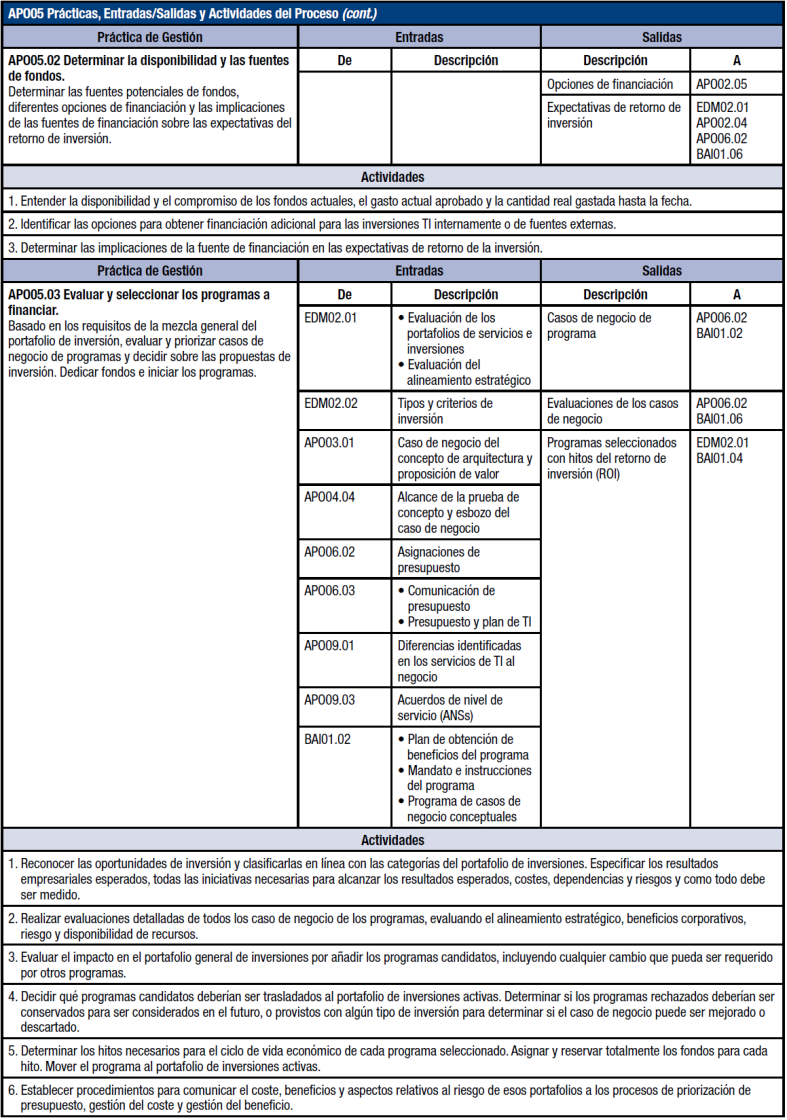 APO05 Prácticas, Entradas/Salidas y Actividades del Proceso (cont.)
Práctica de Gestión
Entradas
Salidas
APO05.02 Determinar la disponibilidad y las fuentes
de fondos.
Determinar las fuentes potenciales de fondos,
diferentes opciones de financiación y las implicaciones
de las fuentes de financiación sobre las expectativas del
retorno de inversión.
De
Descripción
Descripción
A
Opciones de financiación
APO02.05
Expectativas de retorno de
inversión
EDM02.01
APO02.04
APO06.02
BAI01.06
Actividades
1. Entender la disponibilidad y el compromiso de los fondos actuales, el gasto actual aprobado y la cantidad real gastada hasta la fecha.
2. Identificar las opciones para obtener financiación adicional para las inversiones TI internamente o de fuentes externas.
3. Determinar las implicaciones de la fuente de financiación en las expectativas de retorno de la inversión.
Práctica de Gestión
Entradas
Salidas
APO05.03 Evaluar y seleccionar los programas a
financiar.
Basado en los requisitos de la mezcla general del
portafolio de inversión, evaluar y priorizar casos de
negocio de programas y decidir sobre las propuestas de
inversión. Dedicar fondos e iniciar los programas.
De
Descripción
Descripción
A
EDM02.01
• Evaluación de los
portafolios de servicios e
inversiones
• Evaluación del
alineamiento estratégico
Casos de negocio de
programa
APO06.02
BAI01.02
EDM02.02
Tipos y criterios de
inversión
Evaluaciones de los casos
de negocio
APO06.02
BAI01.06
APO03.01
Caso de negocio del
concepto de arquitectura y
proposición de valor
Programas seleccionados
con hitos del retorno de
inversión (ROI)
EDM02.01
BAI01.04
APO04.04
Alcance de la prueba de
concepto y esbozo del
caso de negocio
APO06.02
Asignaciones de
presupuesto
APO06.03
• Comunicación de
presupuesto
• Presupuesto y plan de TI
APO09.01
Diferencias identificadas
en los servicios de TI al
negocio
APO09.03
Acuerdos de nivel de
servicio (ANSs)
BAI01.02
• Plan de obtención de
beneficios del programa
• Mandato e instrucciones
del programa
• Programa de casos de
negocio conceptuales
Actividades
1. Reconocer las oportunidades de inversión y clasificarlas en línea con las categorías del portafolio de inversiones. Especificar los resultados
empresariales esperados, todas las iniciativas necesarias para alcanzar los resultados esperados, costes, dependencias y riesgos y como todo debe
ser medido.
2. Realizar evaluaciones detalladas de todos los caso de negocio de los programas, evaluando el alineamiento estratégico, beneficios corporativos,
riesgo y disponibilidad de recursos.
3. Evaluar el impacto en el portafolio general de inversiones por añadir los programas candidatos, incluyendo cualquier cambio que pueda ser requerido
por otros programas.
4. Decidir qué programas candidatos deberían ser trasladados al portafolio de inversiones activas. Determinar si los programas rechazados deberían ser
conservados para ser considerados en el futuro, o provistos con algún tipo de inversión para determinar si el caso de negocio puede ser mejorado o
descartado.
5. Determinar los hitos necesarios para el ciclo de vida económico de cada programa seleccionado. Asignar y reservar totalmente los fondos para cada
hito. Mover el programa al portafolio de inversiones activas.
6. Establecer procedimientos para comunicar el coste, beneficios y aspectos relativos al riesgo de esos portafolios a los procesos de priorización de
presupuesto, gestión del coste y gestión del beneficio.